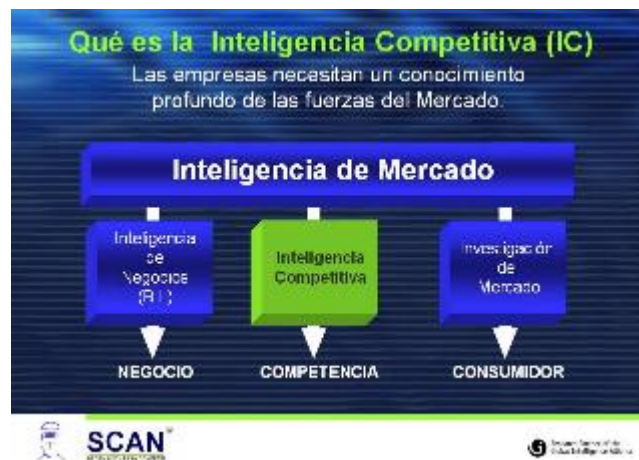 Qué es la Inteligencia Competitiva (IC)
Las empresas necesitan un conocimiento
profundo de las fuerzas del Mercado.
Inteligencia de Mercado
Inteligencia
de
Negocios
(B.I.)
Inteligencia
Competitiva
Investigación
de
Mercado
NEGOCIO
COMPETENCIA
CONSUMIDOR
SCAN